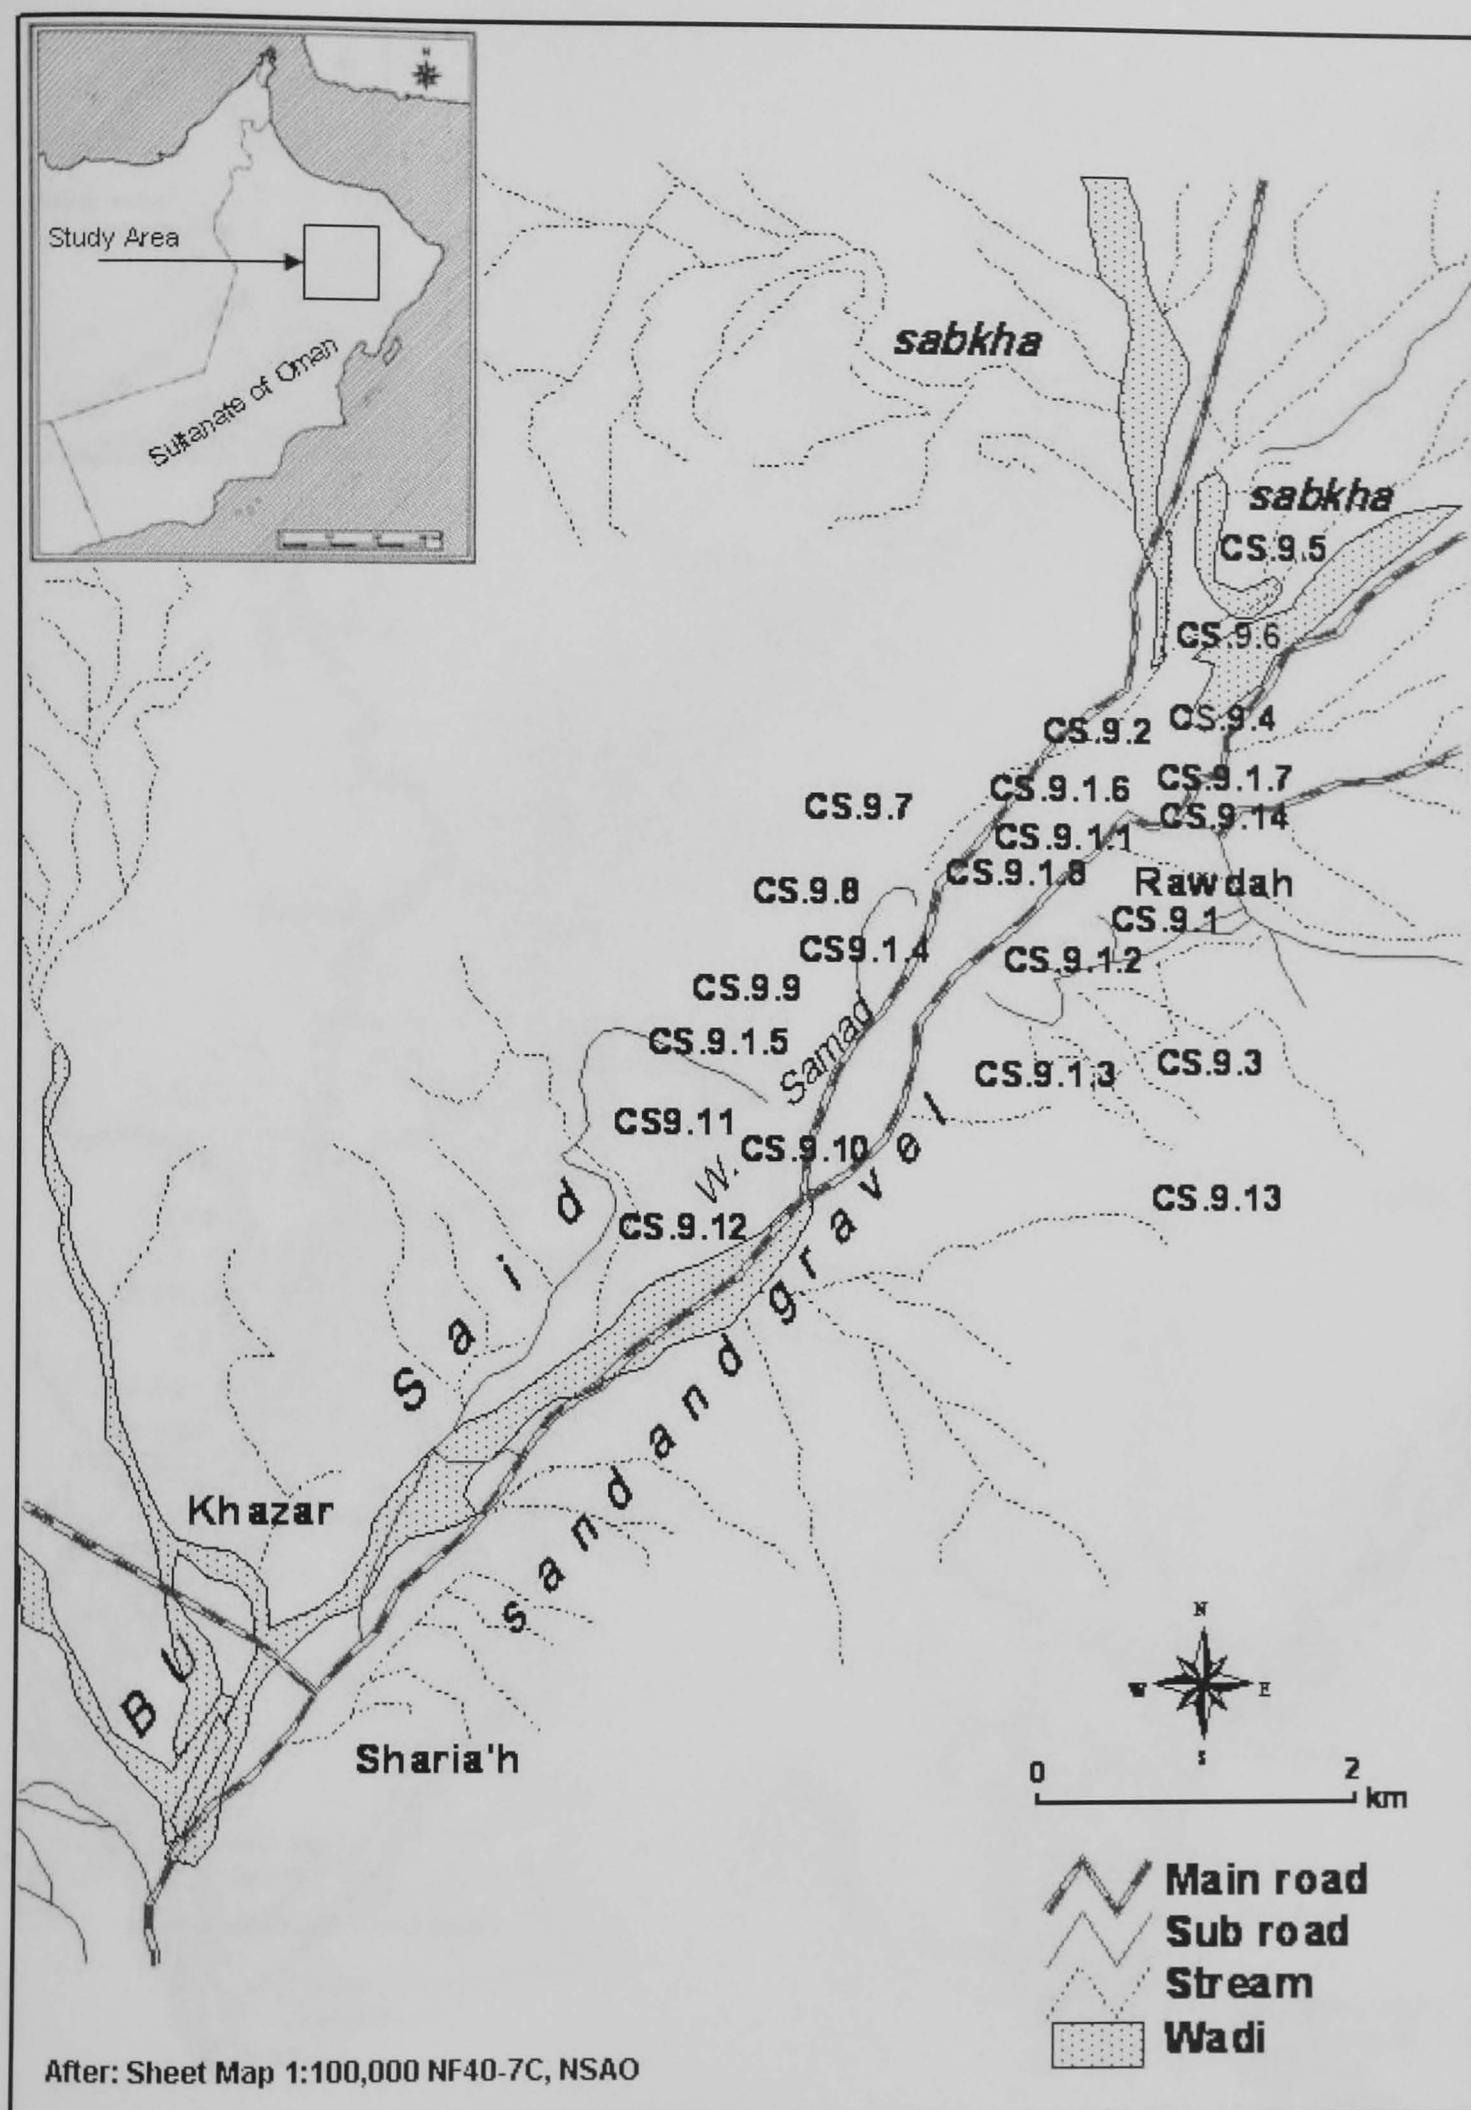 N
Study Area
Sultanate of Oman
sabkha
sabkha
CS.9.5
CS.9.6
CS.9.4
CS.9.2
CS.9.1.7
CS.9.1.6
CS.9.7
CS.9.14
CS.9.1.1
CS.9.1.8
Rawdah
CS.9.8
CS.9.1
CS9.1.4
CS.9.1.2
CS.9.9
CS.9.1.5
CS.9.3
CS.9.1.3
CS9.11
W. Samad
CS.9.10
CS.9.13
CS.9.12
BU Said
sand and gravel
Khazar
Sharia'h
N
W E
S
0 2
km
Main road
Sub road
Stream
Wadi
After: Sheet Map 1:100,000 NF40-7C, NSAO